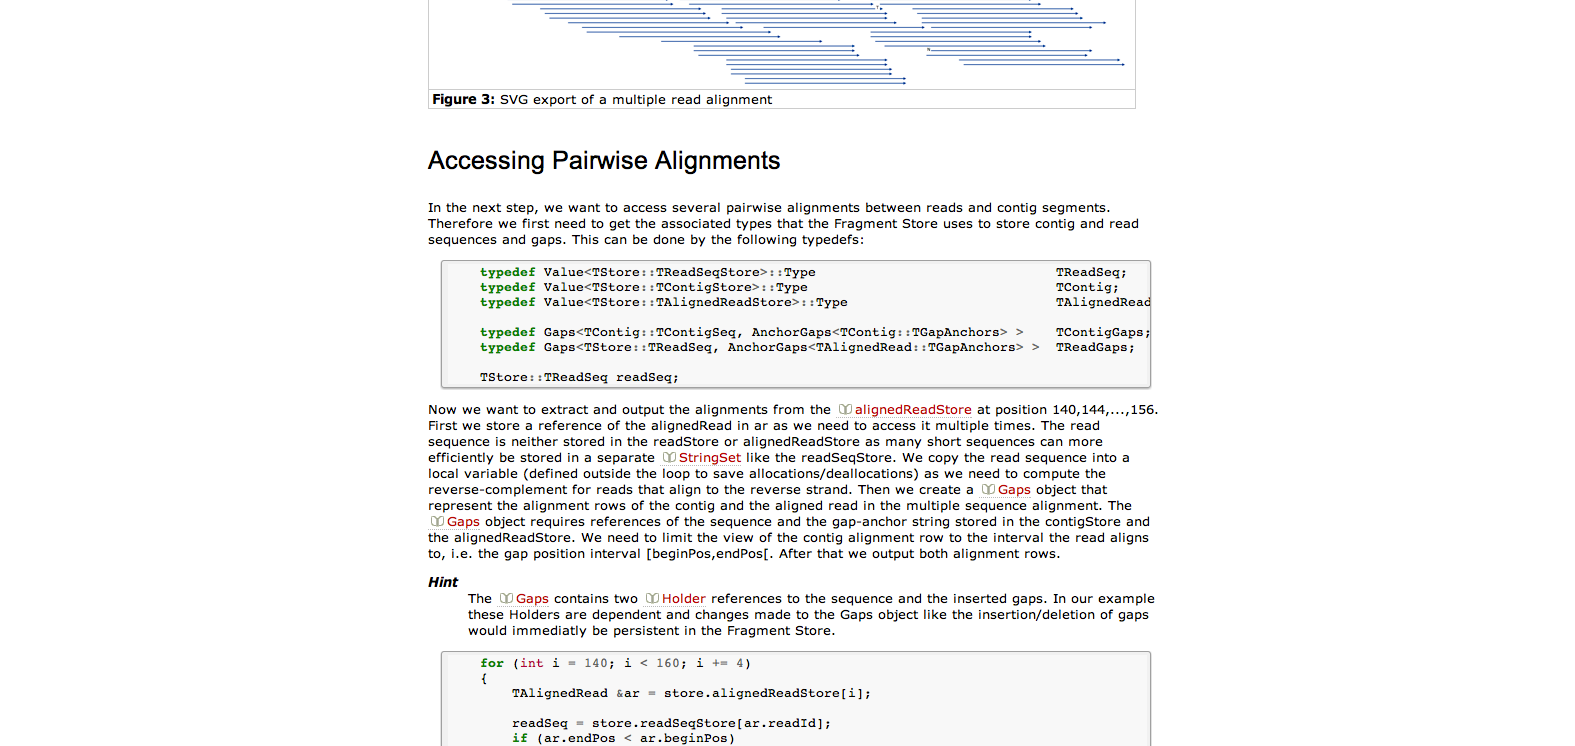 Figure 3: SVG export of a multiple read alignment
Accessing Pairwise Alignments
In the next step, we want to access several pairwise alignments between reads and contig segments.
Therefore we first need to get the associated types that the Fragment Store uses to store contig and read
sequences and gaps. This can be done by the following typedefs:
typedef Value<TStore::TReadSeqStore>::Type TReadSeq;
typedef Value<TStore::TContigStore>::Type TContig;
typedef Value<TStore::TAlignedReadStore>::Type TAlignedRead
typedef Gaps<TContig::TContigSeq, AnchorGaps<TContig::TGapAnchors> > TContigGaps;
typedef Gaps<TStore::TReadSeq, AnchorGaps<TAlignedRead::TGapAnchors> > TReadGaps;
TStore::TReadSeq readSeq;
Now we want to extract and output the alignments from the alignedReadStore at position 140,144,...,156.
First we store a reference of the alignedRead in ar as we need to access it multiple times. The read
sequence is neither stored in the readStore or alignedReadStore as many short sequences can more
efficiently be stored in a separate StringSet like the readSeqStore. We copy the read sequence into a
local variable (defined outside the loop to save allocations/deallocations) as we need to compute the
reverse-complement for reads that align to the reverse strand. Then we create a Gaps object that
represent the alignment rows of the contig and the aligned read in the multiple sequence alignment. The
Gaps object requires references of the sequence and the gap-anchor string stored in the contigStore and
the alignedReadStore. We need to limit the view of the contig alignment row to the interval the read aligns
to, i.e. the gap position interval [beginPos,endPos[. After that we output both alignment rows.
Hint
The Gaps contains two Holder references to the sequence and the inserted gaps. In our example
these Holders are dependent and changes made to the Gaps object like the insertion/deletion of gaps
would immediatly be persistent in the Fragment Store.
for (int i = 140; i < 160; i += 4)
{
TAlignedRead &ar = store.alignedReadStore[i];
readSeq = store.readSeqStore[ar.readId];
if (ar.endPos < ar.beginPos)